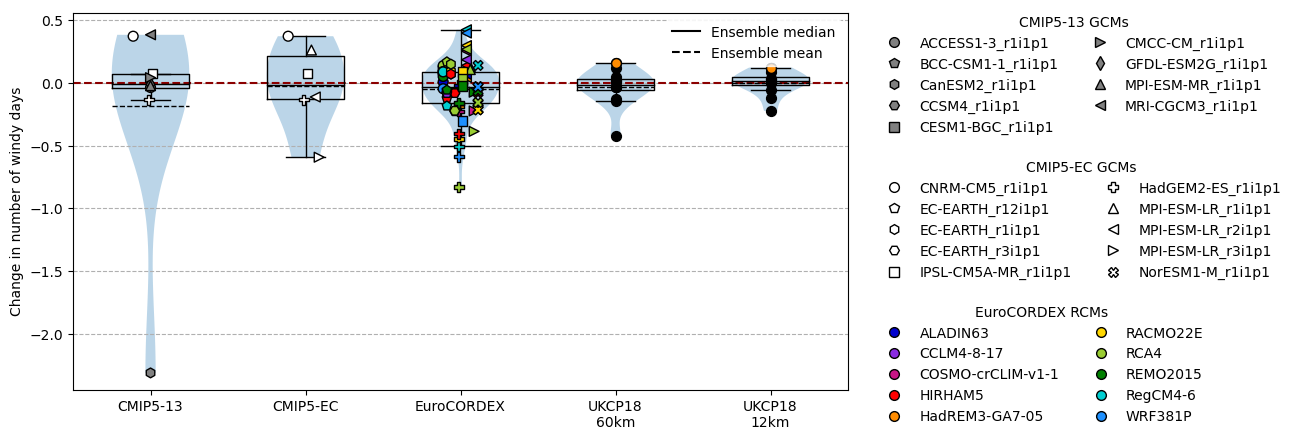 Change in number of windy days
0.5
0.0
−0.5
−1.0
−1.5
−2.0
CMIP5-13
CMIP5-EC
EuroCORDEX
UKCP18
60km
UKCP18
12km
Ensemble median
Ensemble mean
CMIP5-13 GCMs
ACCESS1-3_r1i1p1
BCC-CSM1-1_r1i1p1
CanESM2_r1i1p1
CCSM4_r1i1p1
CESM1-BGC_r1i1p1
CMCC-CM_r1i1p1
GFDL-ESM2G_r1i1p1
MPI-ESM-MR_r1i1p1
MRI-CGCM3_r1i1p1
CMIP5-EC GCMs
CNRM-CM5_r1i1p1
EC-EARTH_r12i1p1
EC-EARTH_r1i1p1
EC-EARTH_r3i1p1
IPSL-CM5A-MR_r1i1p1
HadGEM2-ES_r1i1p1
MPI-ESM-LR_r1i1p1
MPI-ESM-LR_r2i1p1
MPI-ESM-LR_r3i1p1
NorESM1-M_r1i1p1
EuroCORDEX RCMs
ALADIN63
CCLM4-8-17
COSMO-crCLIM-v1-1
HIRHAM5
HadREM3-GA7-05
RACMO22E
RCA4
REMO2015
RegCM4-6
WRF381P